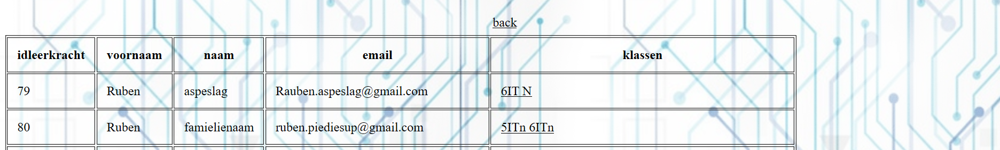 back
idleerkracht voornaam naam email klassen
79 Ruben aspeslag Rauben.aspeslag@gmail.com 6IT N
80 Ruben famielienaam ruben.piediesup@gmail.com 5ITn 6ITn